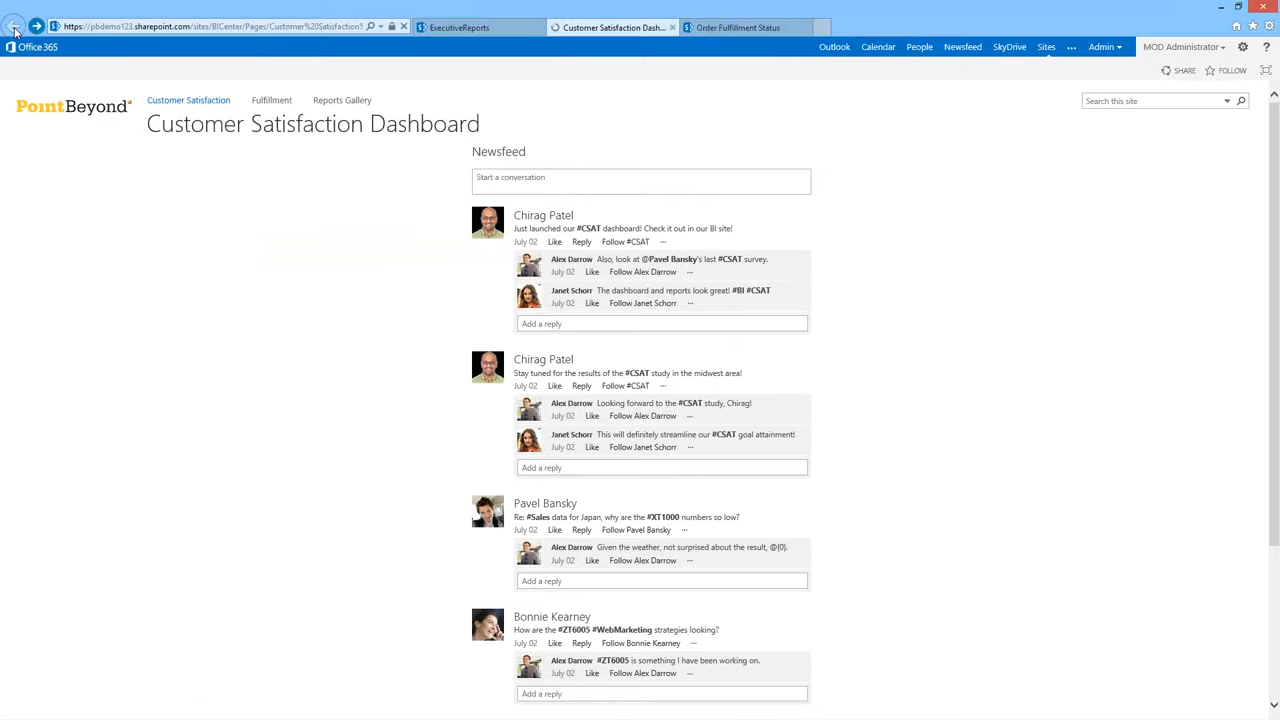 https://pbdemo123.sharepoint.com/sites/BICenter/Pages/Customer%20Satisfaction?
ExecutiveReports
Customer Satisfaction Dash...
Order Fulfillment Status
Office 365
Outlook Calendar People Newsfeed SkyDrive Sites ... Admin
MOD Administrator ?
SHARE FOLLOW
PointBeyond
Customer Satisfaction Fulfillment Reports Gallery
Search this site
Customer Satisfaction Dashboard
Newsfeed
Start a conversation
Chirag Patel
Just launched our #CSAT dashboard! Check it out in our BI site!
July 02 Like Reply Follow #CSAT ...
Alex Darrow Also, look at @Pavel Bansky's last #CSAT survey.
July 02 Like Follow Alex Darrow ...
Janet Schorr The dashboard and reports look great! #BI #CSAT
July 02 Like Follow Janet Schorr ...
Add a reply
Chirag Patel
Stay tuned for the results of the #CSAT study in the midwest area!
July 02 Like Reply Follow #CSAT ...
Alex Darrow Looking forward to the #CSAT study, Chirag!
July 02 Like Follow Alex Darrow ...
Janet Schorr This will definitely streamline our #CSAT goal attainment!
July 02 Like Follow Janet Schorr ...
Add a reply
Pavel Bansky
Re: #Sales data for Japan, why are the #XT1000 numbers so low?
July 02 Like Reply Follow Pavel Bansky ...
Alex Darrow Given the weather, not surprised about the result, @{0}.
July 02 Like Follow Alex Darrow ...
Add a reply
Bonnie Kearney
How are the #ZT6005 #WebMarketing strategies looking?
July 02 Like Reply Follow Bonnie Kearney ...
Alex Darrow #ZT6005 is something I have been working on.
July 02 Like Follow Alex Darrow ...
Add a reply